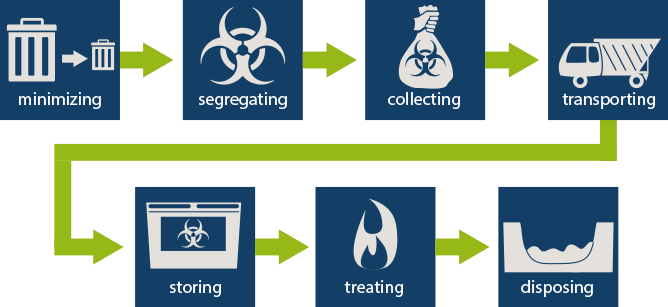 minimizing
segregating
collecting
transporting
storing
treating
disposing